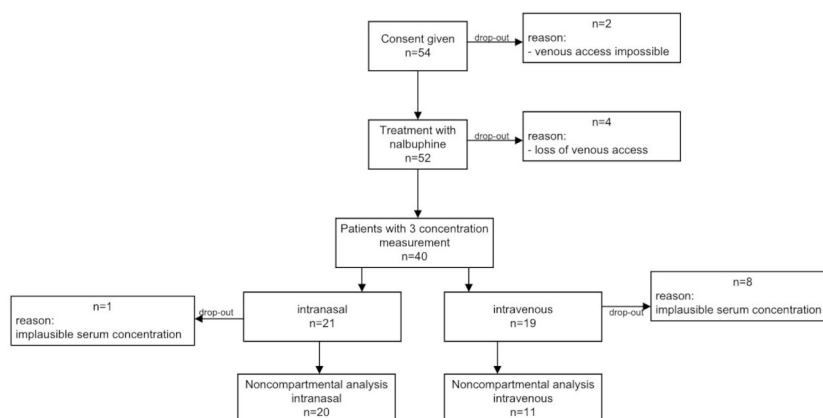 Consent given
n=54
drop-out
n=2
reason:
- venous access impossible
Treatment with
nalbuphine
n=52
drop-out
n=4
reason:
- loss of venous access
Patients with 3 concentration
measurement
n=40
n=1
reason:
implausible serum concentration
drop-out
intranasal
n=21
intravenous
n=19
drop-out
n=8
reason:
implausible serum concentration
Noncompartmental analysis
intranasal
n=20
Noncompartmental analysis
intravenous
n=11